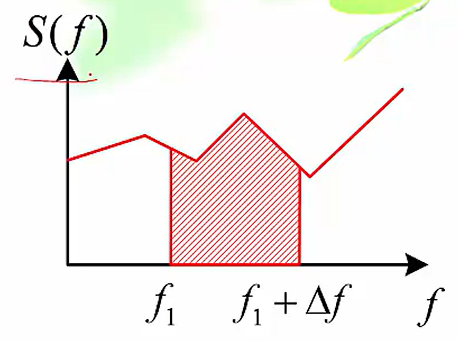 S(f)
f₁ f₁ + Δf f